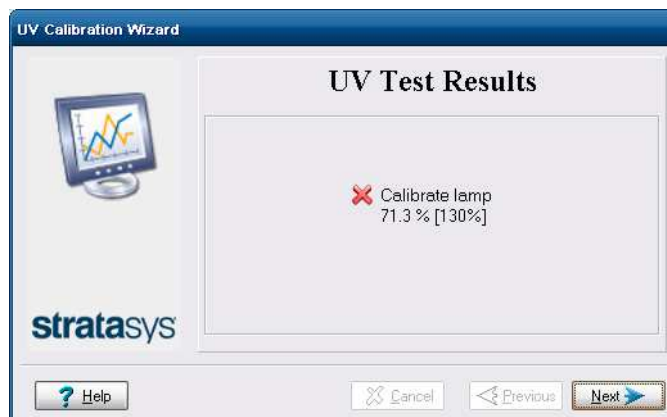 UV Calibration Wizard
UV Test Results
Calibrate lamp
71.3 % [130%]
stratasys
? Help
Cancel
Previous
Next